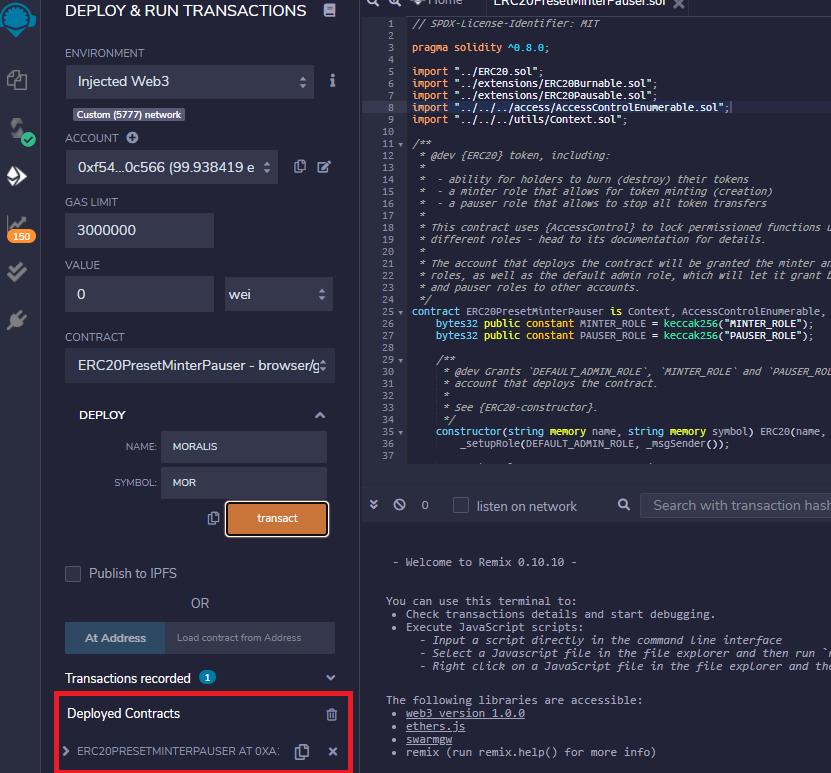 DEPLOY & RUN TRANSACTIONS
ENVIRONMENT
Injected Web3
Custom (5777) network
ACCOUNT
0xf54...0c566 (99.938419 e
GAS LIMIT
3000000
VALUE
0
wei
CONTRACT
ERC20PresetMinterPauser - browser/g
DEPLOY
NAME:
MORALIS
SYMBOL:
MOR
transact
Publish to IPFS
OR
At Address
Load contract from Address
Transactions recorded
1
Deployed Contracts
ERC20PRESETMINTERPAUSER AT 0XA
150
Home
ERC20PresetMinterPauser.sol
1 // SPDX-License-Identifier: MIT
2
3 pragma solidity ^0.8.0;
4
5 import "../ERC20.sol";
6 import "../extensions/ERC20Burnable.sol";
7 import "../extensions/ERC20Pausable.sol";
8 import "../../../access/AccessControlEnumerable.sol";
9 import "../../../utils/Context.sol";
10
11 /**
12 * @dev {ERC20} token, including:
13 *
14 * - ability for holders to burn (destroy) their tokens
15 * - a minter role that allows for token minting (creation)
16 * - a pauser role that allows to stop all token transfers
17 *
18 * This contract uses {AccessControl} to lock permissioned functions u
19 * different roles - head to its documentation for details.
20 *
21 * The account that deploys the contract will be granted the minter an
22 * roles, as well as the default admin role, which will let it grant b
23 * and pauser roles to other accounts.
24 */
25 contract ERC20PresetMinterPauser is Context, AccessControlEnumerable,
26 bytes32 public constant MINTER_ROLE = keccak256("MINTER_ROLE");
27 bytes32 public constant PAUSER_ROLE = keccak256("PAUSER_ROLE");
28
29 /**
30 * @dev Grants `DEFAULT_ADMIN_ROLE`, `MINTER_ROLE` and `PAUSER_ROL
31 * account that deploys the contract.
32 *
33 * See {ERC20-constructor}.
34 */
35 constructor(string memory name, string memory symbol) ERC20(name,
36 _setupRole(DEFAULT_ADMIN_ROLE, _msgSender());
37
0
listen on network
Search with transaction hash
- Welcome to Remix 0.10.10 -
You can use this terminal to:
• Check transactions details and start debugging.
• Execute JavaScript scripts:
- Input a script directly in the command line interface
- Select a Javascript file in the file explorer and then run `r
- Right click on a JavaScript file in the file explorer and the
The following libraries are accessible:
• web3 version 1.0.0
• ethers.js
• swarmgw
• remix (run remix.help() for more info)